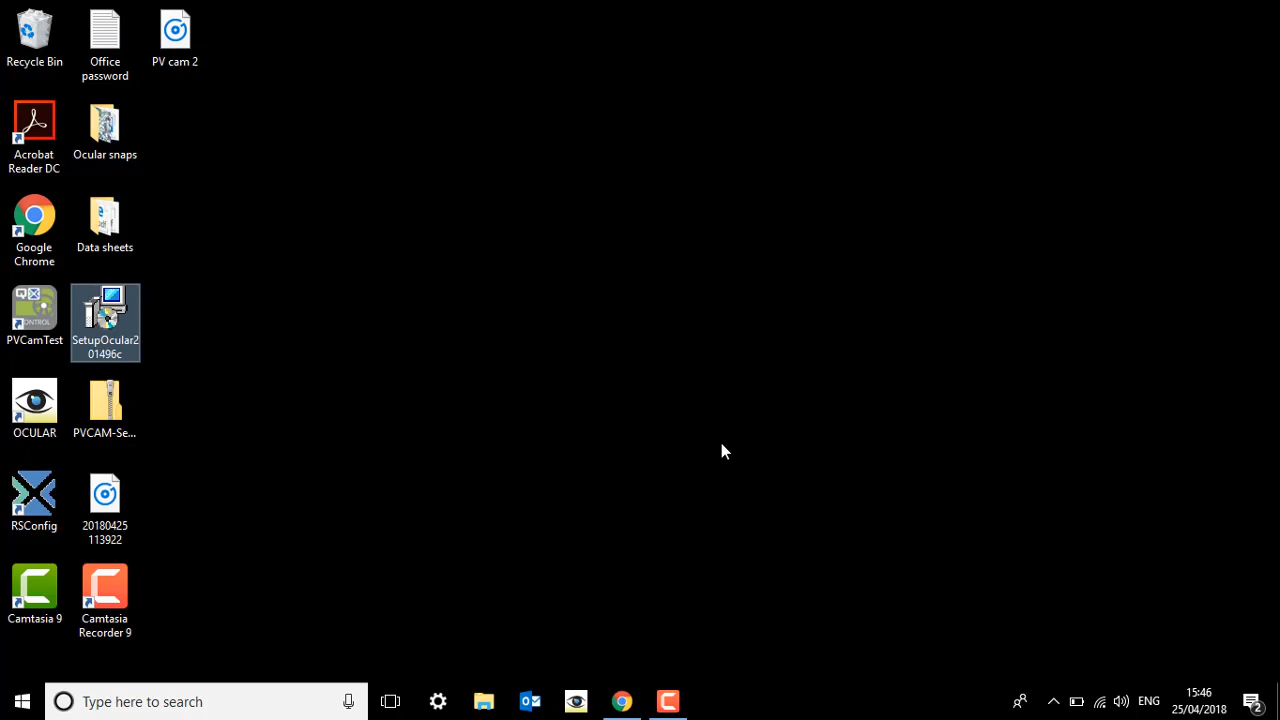 Recycle Bin
Office
password
PV cam 2
Acrobat
Reader DC
Ocular snaps
Google
Chrome
Data sheets
PVCamTest
SetupOcular2
01496c
OCULAR
PVCAM-Se...
RSConfig
20180425
113922
Camtasia 9
Camtasia
Recorder 9
Type here to search
ENG
15:46
25/04/2018
2